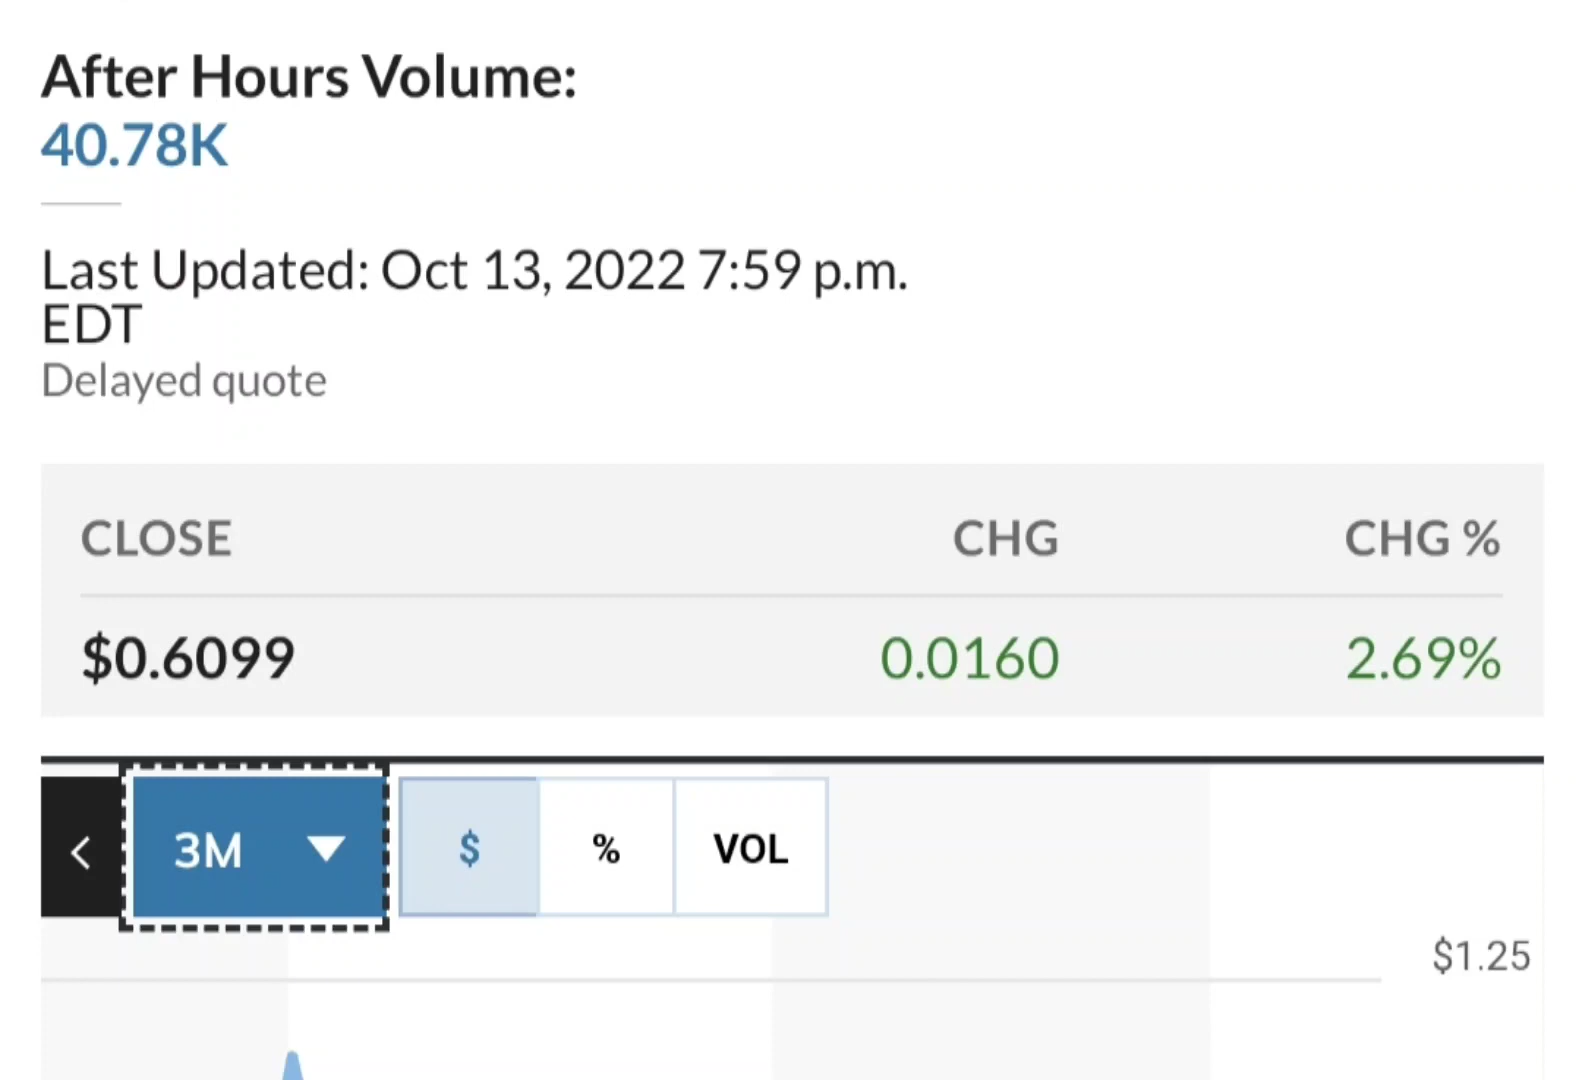 After Hours Volume:
40.78K
Last Updated: Oct 13, 2022 7:59 p.m.
EDT
Delayed quote
CLOSE CHG CHG %
$0.6099 0.0160 2.69%
< 3M ▼ $ % VOL
$1.25